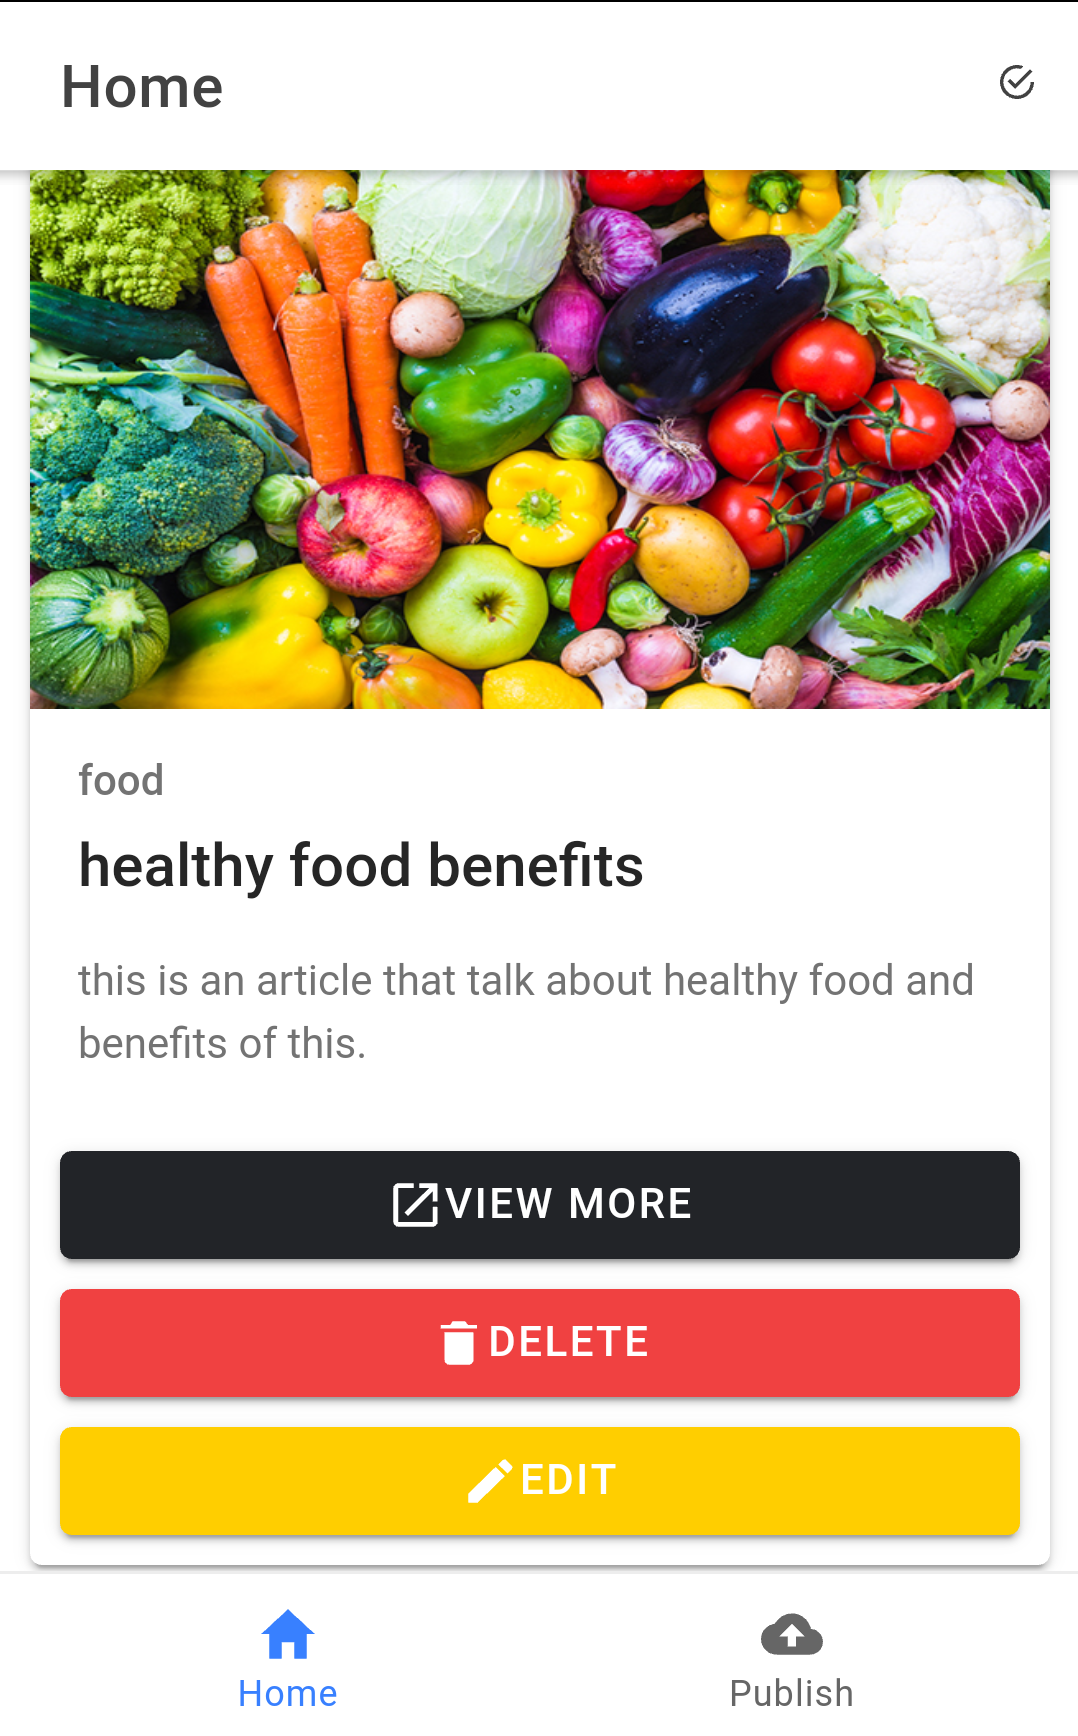 Home
food
healthy food benefits
this is an article that talk about healthy food and
benefits of this.
VIEW MORE
DELETE
EDIT
Home
Publish